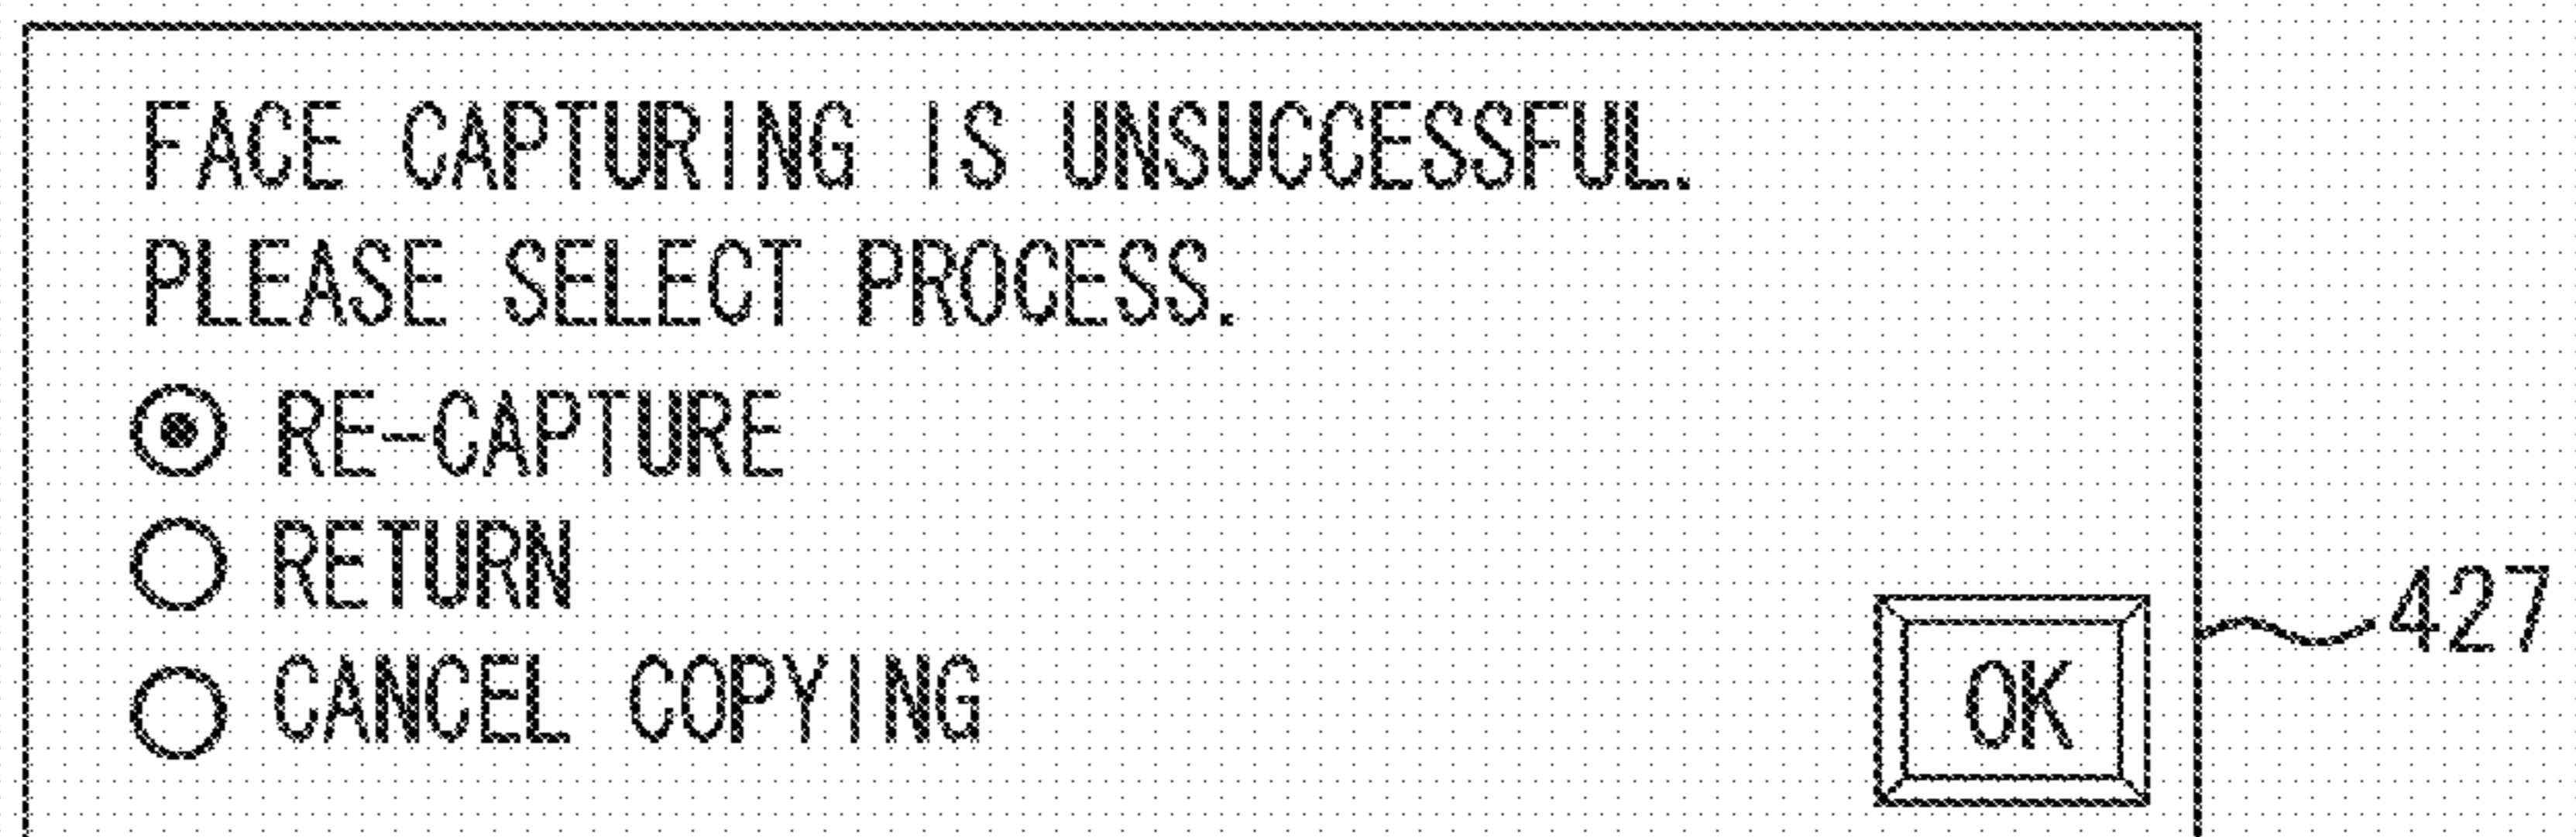 FACE CAPTURING IS UNSUCCESSFUL.
PLEASE SELECT PROCESS.
RE-CAPTURE
RETURN
CANCEL COPYING
OK
427